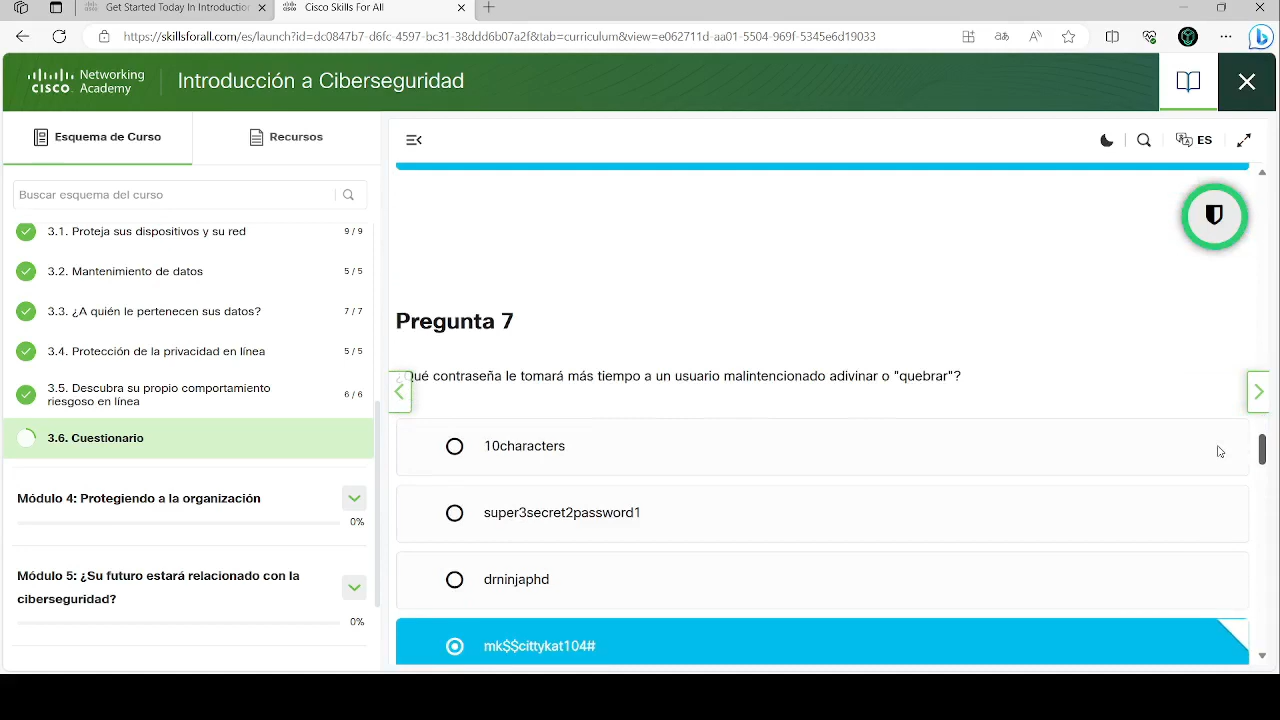 Get Started Today In Introduction
Cisco Skills For All
https://skillsforall.com/es/launch?id=dc0847b7-d6fc-4597-bc31-38ddd6b07a2f&tab=curriculum&view=e062711d-aa01-5504-969f-5345e6d19033
CISCO Networking Academy
Introducción a Ciberseguridad
Esquema de Curso
Recursos
ES
Buscar esquema del curso
3.1. Proteja sus dispositivos y su red 9 / 9
3.2. Mantenimiento de datos 5 / 5
3.3. ¿A quién le pertenecen sus datos? 7 / 7
3.4. Protección de la privacidad en línea 5 / 5
3.5. Descubra su propio comportamiento
riesgoso en línea 6 / 6
3.6. Cuestionario
Módulo 4: Protegiendo a la organización
0%
Módulo 5: ¿Su futuro estará relacionado con la
ciberseguridad?
0%
Pregunta 7
¿Qué contraseña le tomará más tiempo a un usuario malintencionado adivinar o "quebrar"?
10characters
super3secret2password1
drninjaphd
mk$$cittykat104#